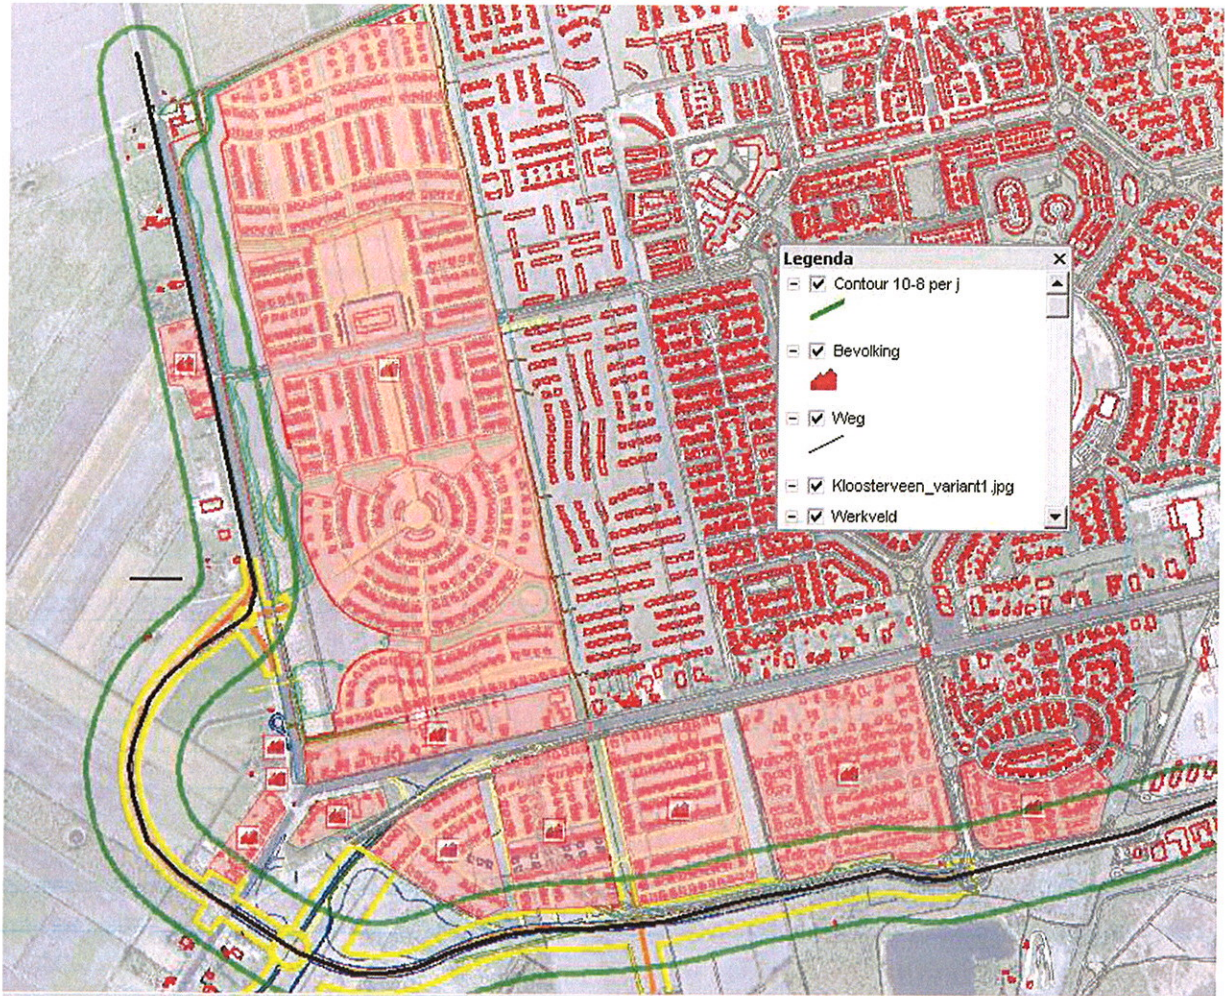 Legenda
Contour 10-8 per j
Bevolking
Weg
Kloosterveen_variant1.jpg
Werkveld